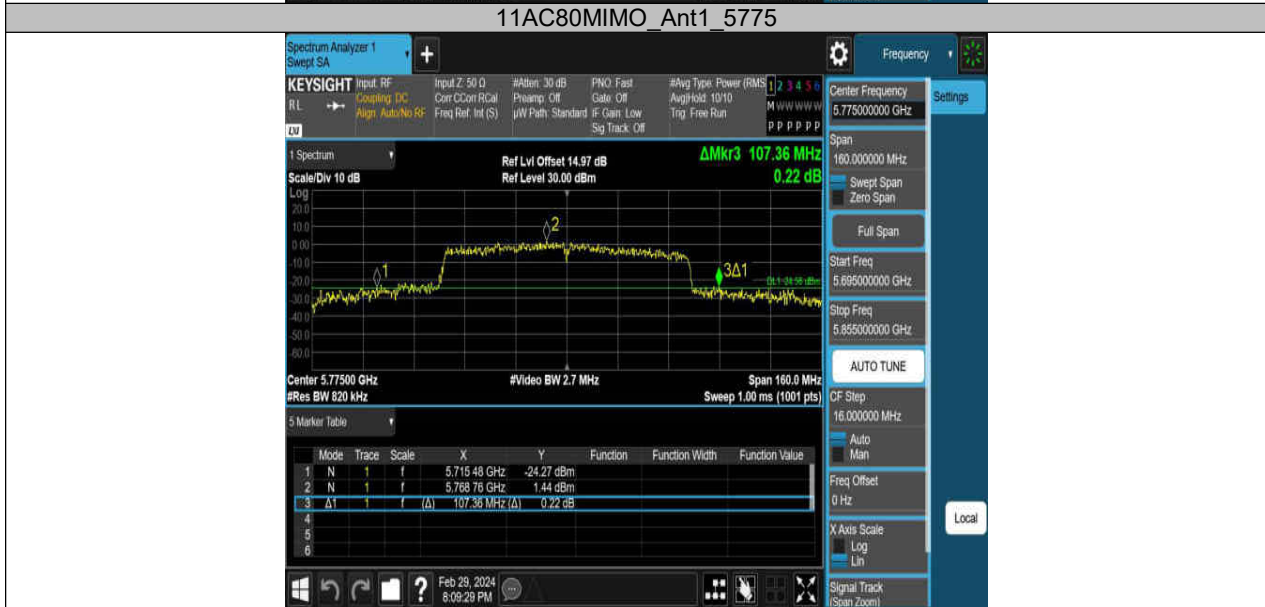 11AC80MIMO_Ant1_5775
Spectrum Analyzer 1
Swept SA
+
Frequency
KEYSIGHT
RL
LXI
Input: RF
Coupling: DC
Align: Auto/No RF
Input Z: 50 Ω
Corr CCorr RCal
Freq Ref: Int (S)
#Atten: 30 dB
Preamp: Off
µW Path: Standard
PNO: Fast
Gate: Off
IF Gain: Low
Sig Track: Off
#Avg Type: Power (RMS
Avg|Hold: 10/10
Trig: Free Run
1 2 3 4 5 6
M W W W W W
P P P P P P
Center Frequency
5.775000000 GHz
Settings
Span
160.000000 MHz
Swept Span
Zero Span
Full Span
Start Freq
5.695000000 GHz
Stop Freq
5.855000000 GHz
AUTO TUNE
CF Step
16.000000 MHz
Auto
Man
Freq Offset
0 Hz
X Axis Scale
Log
Lin
Signal Track
(Span Zoom)
Local
1 Spectrum
Scale/Div 10 dB
Ref Lvl Offset 14.97 dB
Ref Level 30.00 dBm
ΔMkr3 107.36 MHz
0.22 dB
Log
20.0
10.0
0.00
-10.0
-20.0
-30.0
-40.0
-50.0
-60.0
1
2
3Δ1
DL1 -24.56 dBm
Center 5.77500 GHz
#Video BW 2.7 MHz
Span 160.0 MHz
#Res BW 820 kHz
Sweep 1.00 ms (1001 pts)
5 Marker Table
Mode Trace Scale X Y Function Function Width Function Value
1 N 1 f 5.715 48 GHz -24.27 dBm
2 N 1 f 5.768 76 GHz 1.44 dBm
3 Δ1 1 f (Δ) 107.36 MHz (Δ) 0.22 dB
4
5
6
?
Feb 29, 2024
8:09:29 PM